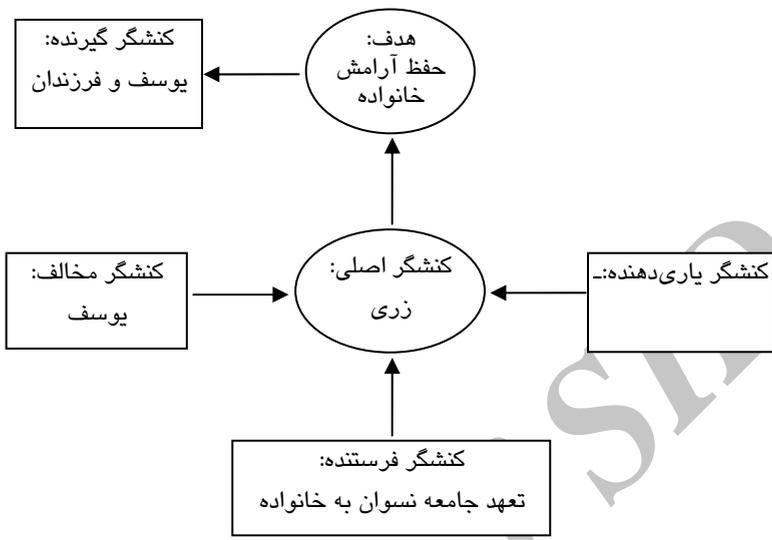 هدف:
حفظ آرامش
خانواده
کنشگر گیرنده:
یوسف و فرزندان
کنشگر یاری‌دهنده:ـ
کنشگر اصلی:
زری
کنشگر مخالف:
یوسف
کنشگر فرستنده:
تعهد جامعه نسوان به خانواده